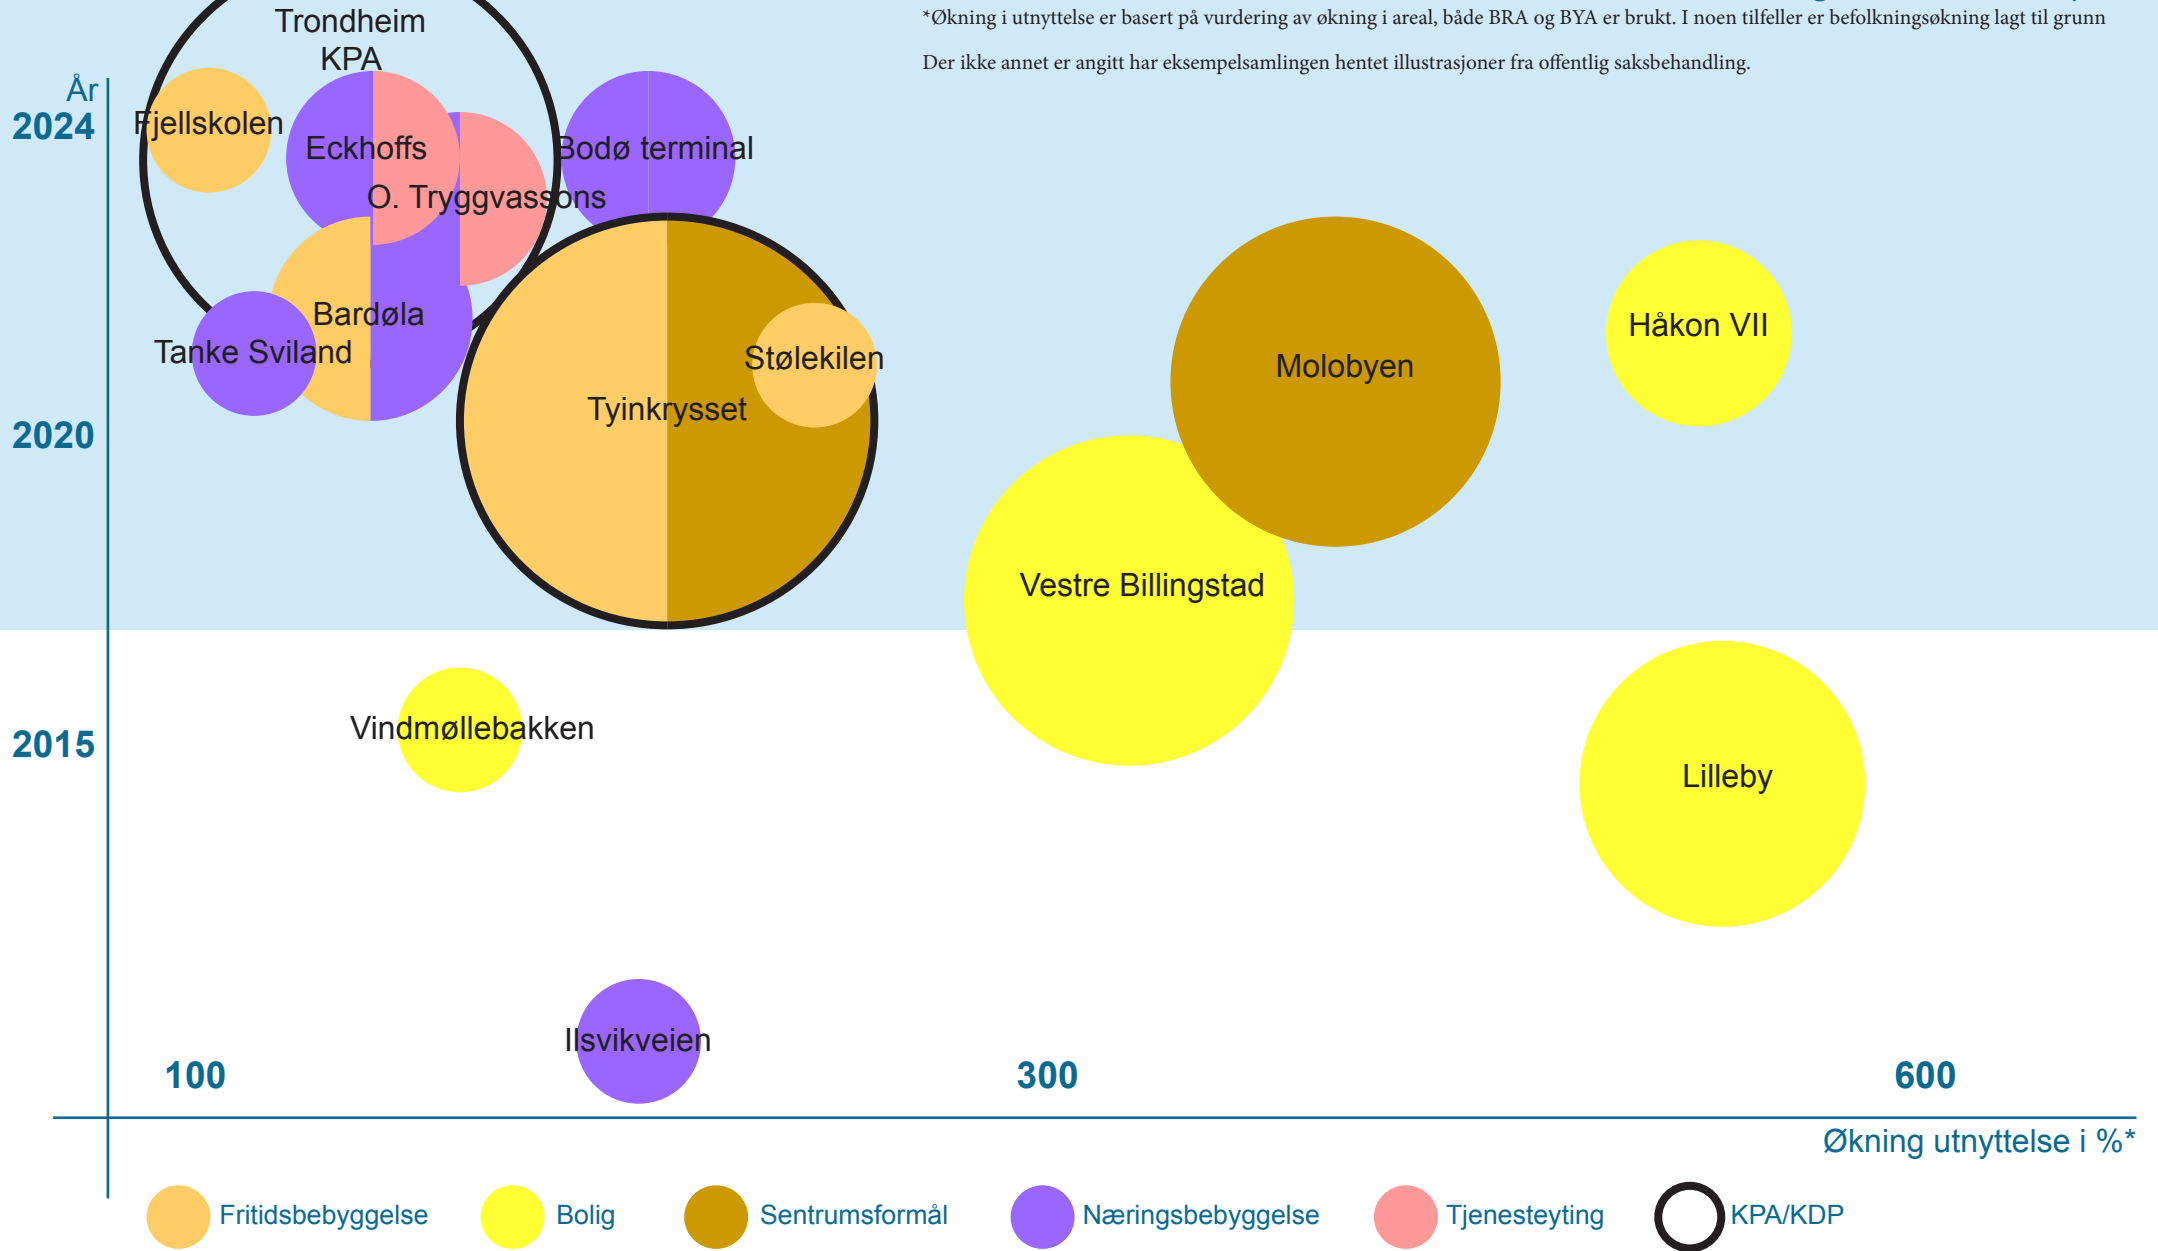 *Økning i utnyttelse er basert på vurdering av økning i areal, både BRA og BYA er brukt. I noen tilfeller er befolkningsøkning lagt til grunn
Der ikke annet er angitt har eksempelsamlingen hentet illustrasjoner fra offentlig saksbehandling.
Trondheim
KPA
År
2024
Fjellskolen
Eckhoffs
Bodø terminal
O. Tryggvassons
Bardøla
Håkon VII
Tanke Sviland
Stølekilen
Molobyen
Tyinkrysset
2020
Vestre Billingstad
Vindmøllebakken
2015
Lilleby
Ilsvikveien
100
300
600
Økning utnyttelse i %*
Fritidsbebyggelse
Bolig
Sentrumsformål
Næringsbebyggelse
Tjenesteyting
KPA/KDP